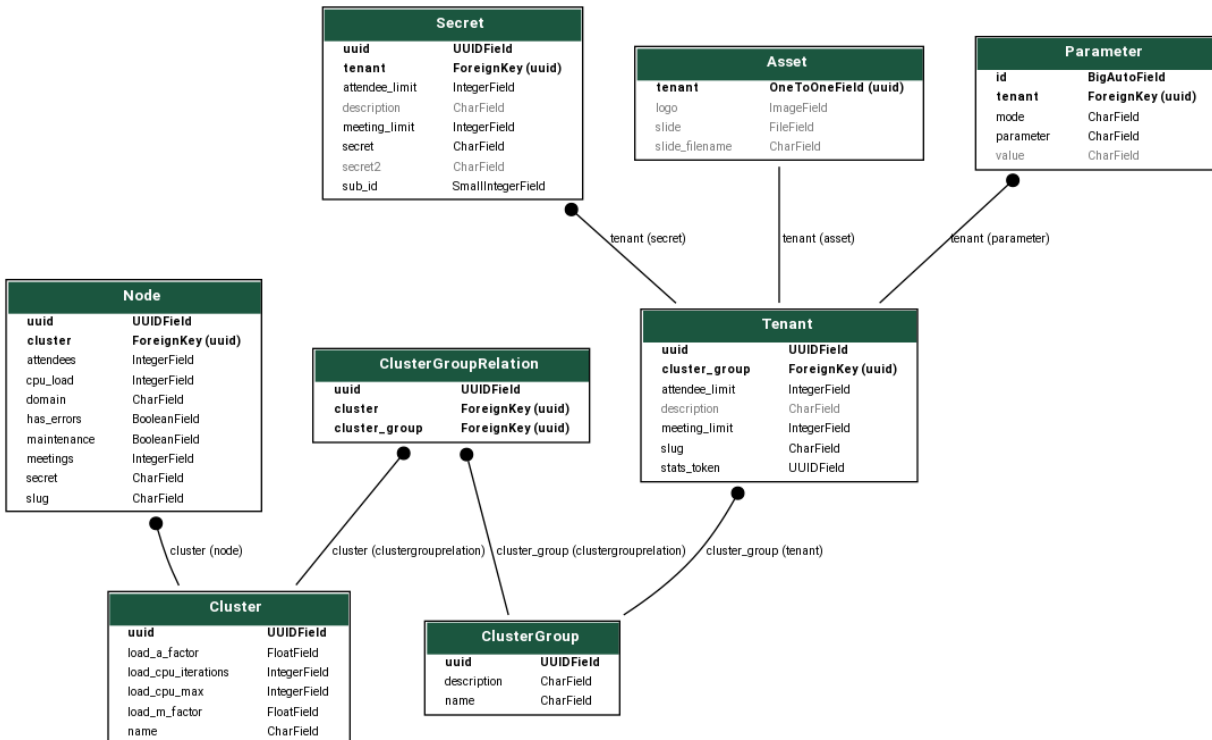 Secret
uuid UUIDField
tenant ForeignKey (uuid)
attendee_limit IntegerField
description CharField
meeting_limit IntegerField
secret CharField
secret2 CharField
sub_id SmallIntegerField
Asset
tenant OneToOneField (uuid)
logo ImageField
slide FileField
slide_filename CharField
Parameter
id BigAutoField
tenant ForeignKey (uuid)
mode CharField
parameter CharField
value CharField
tenant (secret)
tenant (asset)
tenant (parameter)
Node
uuid UUIDField
cluster ForeignKey (uuid)
attendees IntegerField
cpu_load IntegerField
domain CharField
has_errors BooleanField
maintenance BooleanField
meetings IntegerField
secret CharField
slug CharField
ClusterGroupRelation
uuid UUIDField
cluster ForeignKey (uuid)
cluster_group ForeignKey (uuid)
Tenant
uuid UUIDField
cluster_group ForeignKey (uuid)
attendee_limit IntegerField
description CharField
meeting_limit IntegerField
slug CharField
stats_token UUIDField
cluster (node)
cluster (clustergrouprelation)
cluster_group (clustergrouprelation)
cluster_group (tenant)
Cluster
uuid UUIDField
load_a_factor FloatField
load_cpu_iterations IntegerField
load_cpu_max IntegerField
load_m_factor FloatField
name CharField
ClusterGroup
uuid UUIDField
description CharField
name CharField